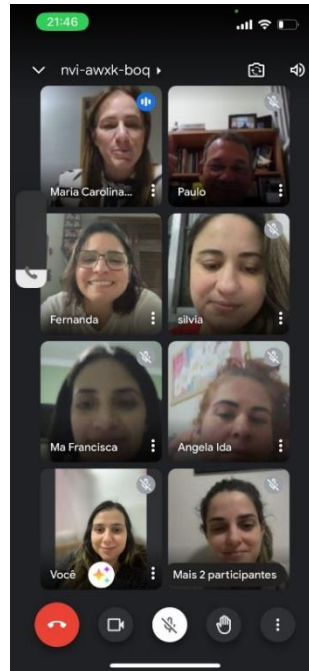 21:46
nvi-awxk-boq
Maria Carolina...
Paulo
Fernanda
silvia
Ma Francisca
Angela Ida
Você
Mais 2 participantes